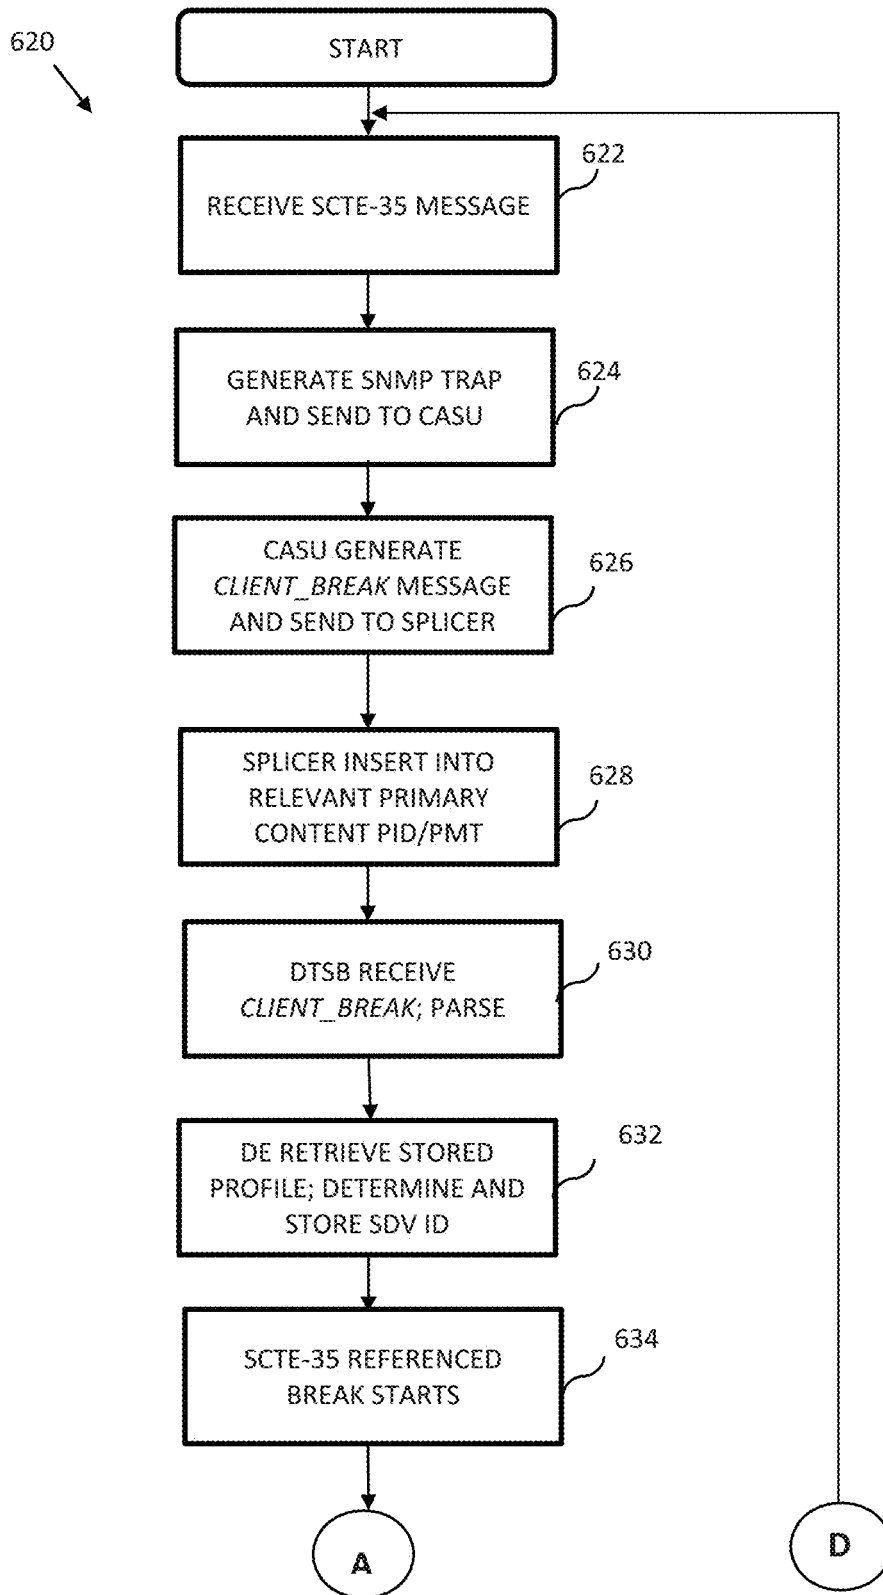 620
START
622
RECEIVE SCTE-35 MESSAGE
624
GENERATE SNMP TRAP
AND SEND TO CASU
CASU GENERATE
CLIENT_BREAK MESSAGE
AND SEND TO SPLICER
626
SPLICER INSERT INTO
RELEVANT PRIMARY
CONTENT PID/PMT
628
DTSB RECEIVE
CLIENT_BREAK; PARSE
630
DE RETRIEVE STORED
PROFILE; DETERMINE AND
STORE SDV ID
632
SCTE-35 REFERENCED
BREAK STARTS
634
A
D